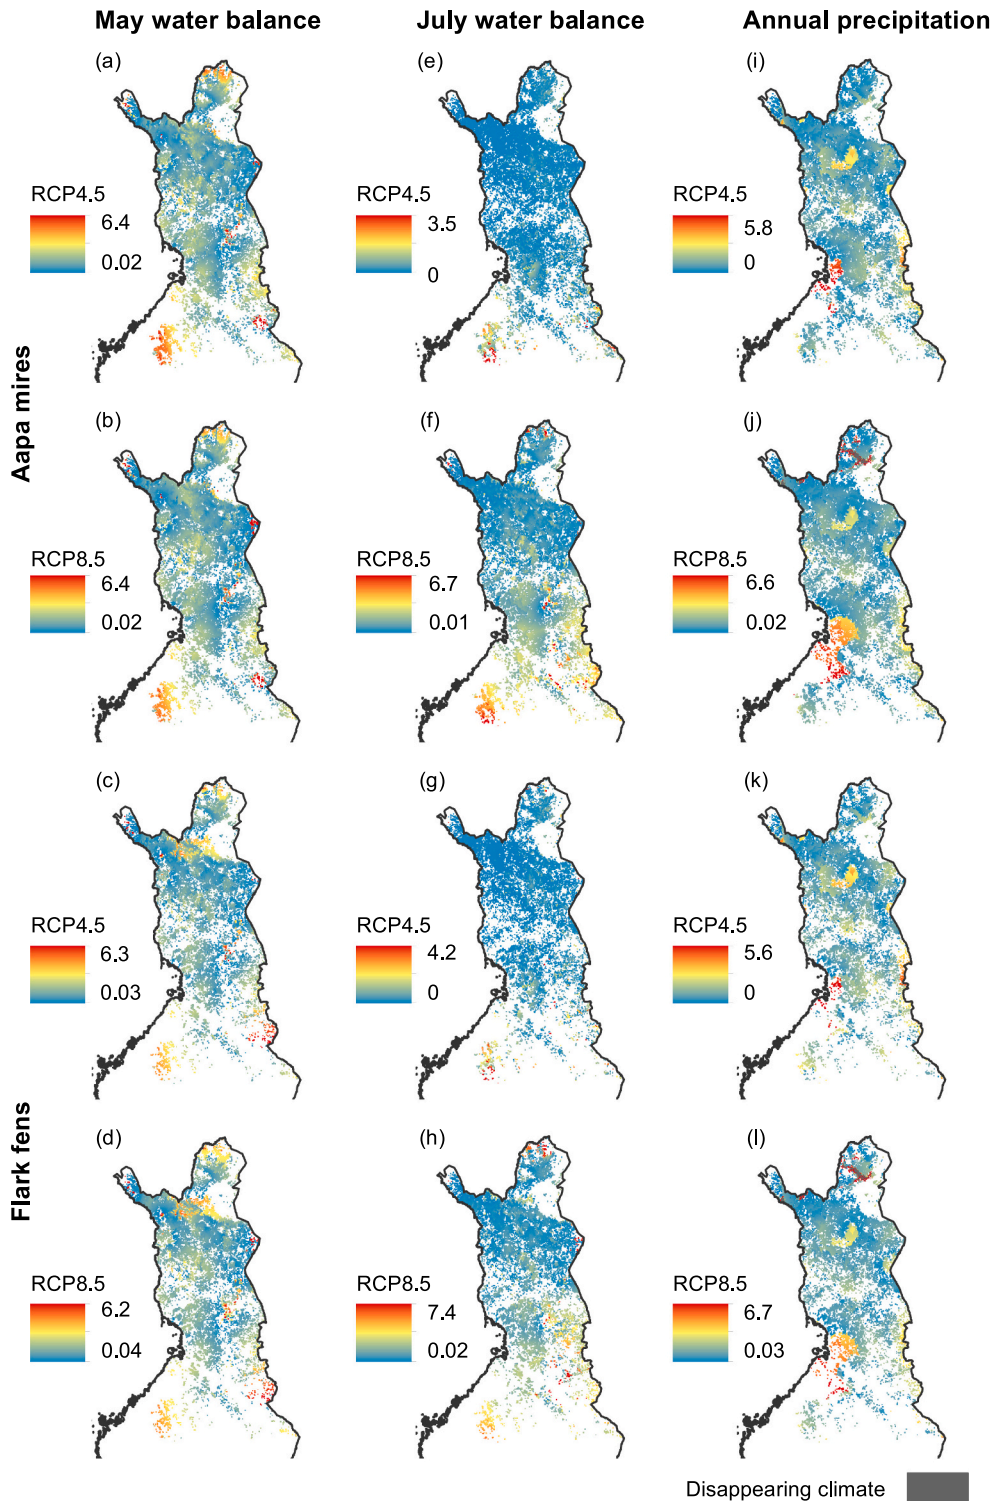 May water balance
July water balance
Annual precipitation
Aapa mires
(a)
RCP4.5
6.4
0.02
(e)
RCP4.5
3.5
0
(i)
RCP4.5
5.8
0
(b)
RCP8.5
6.4
0.02
(f)
RCP8.5
6.7
0.01
(j)
RCP8.5
6.6
0.02
Flark fens
(c)
RCP4.5
6.3
0.03
(g)
RCP4.5
4.2
0
(k)
RCP4.5
5.6
0
(d)
RCP8.5
6.2
0.04
(h)
RCP8.5
7.4
0.02
(l)
RCP8.5
6.7
0.03
Disappearing climate